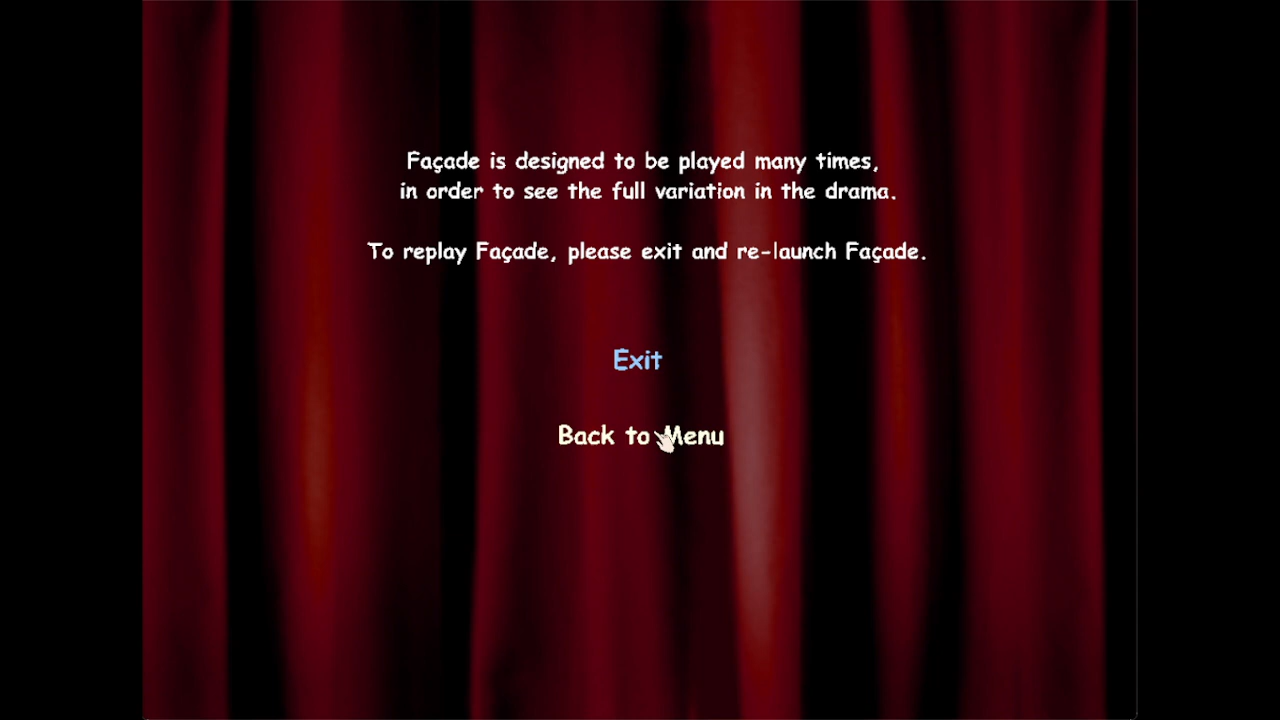 Façade is designed to be played many times,
in order to see the full variation in the drama.
To replay Façade, please exit and re-launch Façade.
Exit
Back to Menu